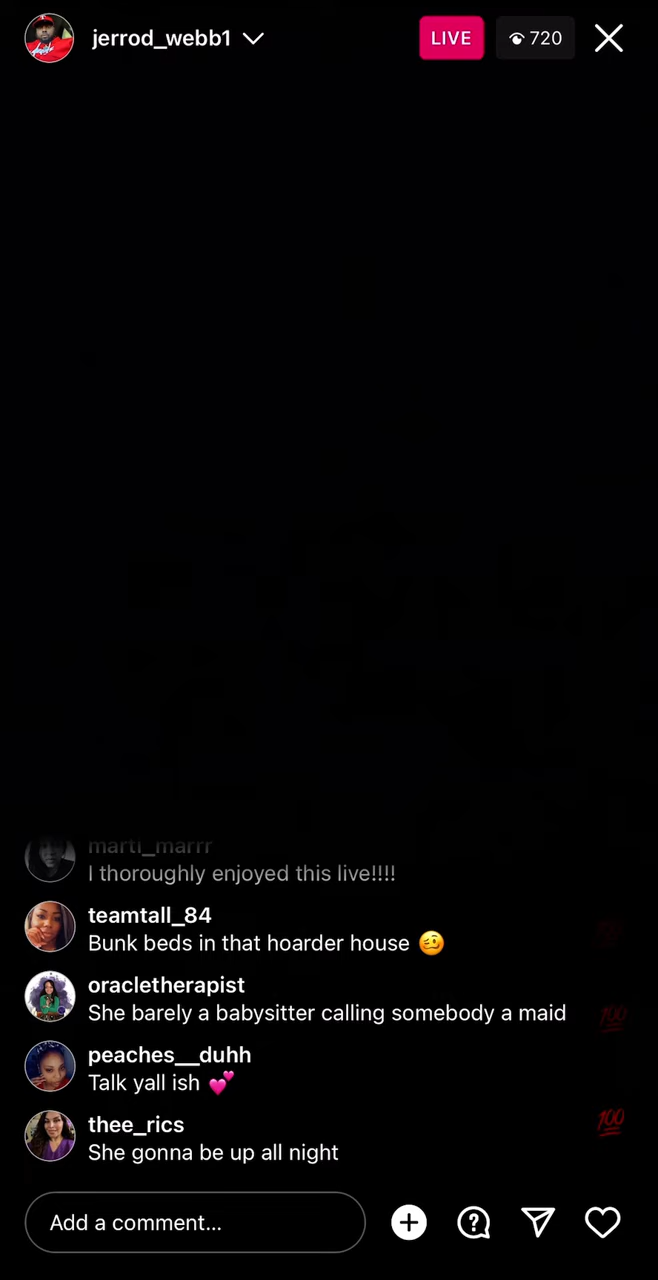 jerrod_webb1
LIVE
720
marti_marrr
I thoroughly enjoyed this live!!!!
teamtall_84
Bunk beds in that hoarder house 🥴
oracletherapist
She barely a babysitter calling somebody a maid
💯
peaches__duhh
Talk yall ish 💕
thee_rics
💯
She gonna be up all night
Add a comment...